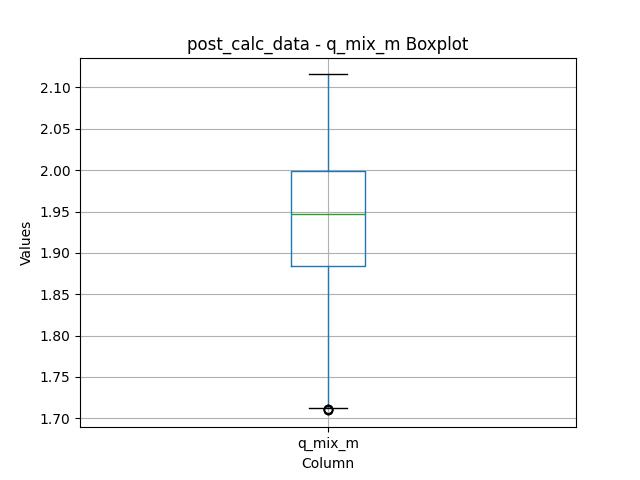 post_calc_data - q_mix_m Boxplot
2.10
2.05
2.00
1.95
1.90
1.85
1.80
1.75
1.70
Values
q_mix_m
Column